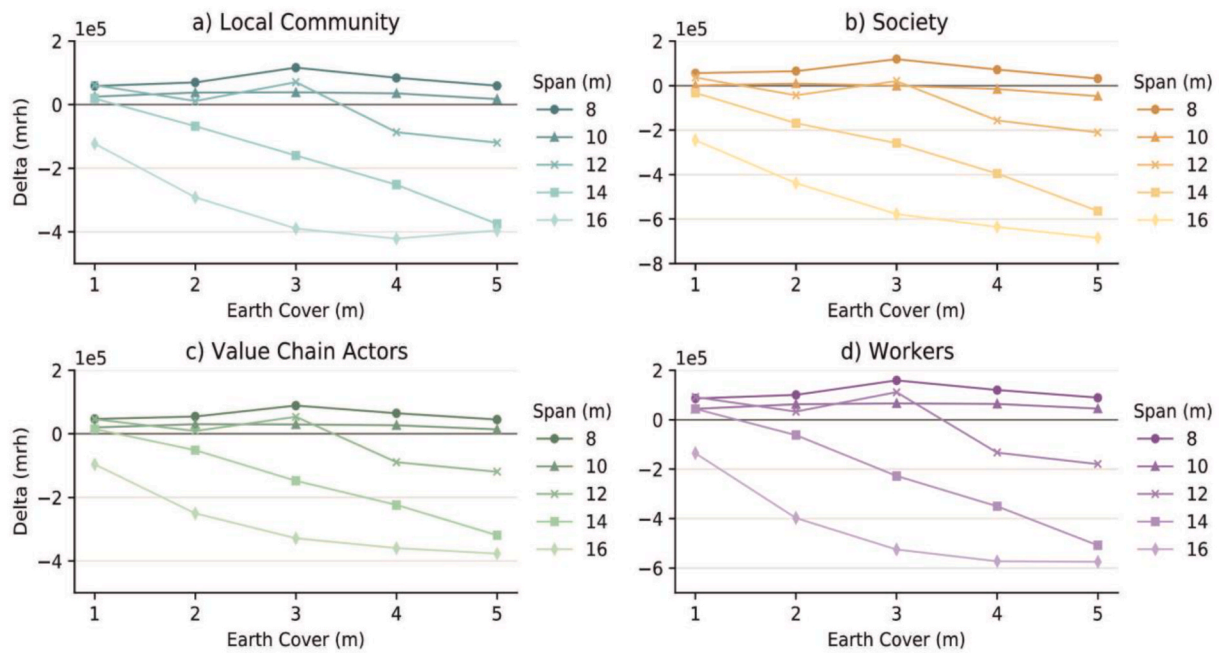 a) Local Community
1e5
2
0
−2
−4
Delta (mrh)
1 2 3 4 5
Earth Cover (m)
Span (m)
8
10
12
14
16
b) Society
1e5
2
0
−2
−4
−6
−8
1 2 3 4 5
Earth Cover (m)
Span (m)
8
10
12
14
16
c) Value Chain Actors
1e5
2
0
−2
−4
Delta (mrh)
1 2 3 4 5
Earth Cover (m)
Span (m)
8
10
12
14
16
d) Workers
1e5
2
0
−2
−4
−6
1 2 3 4 5
Earth Cover (m)
Span (m)
8
10
12
14
16